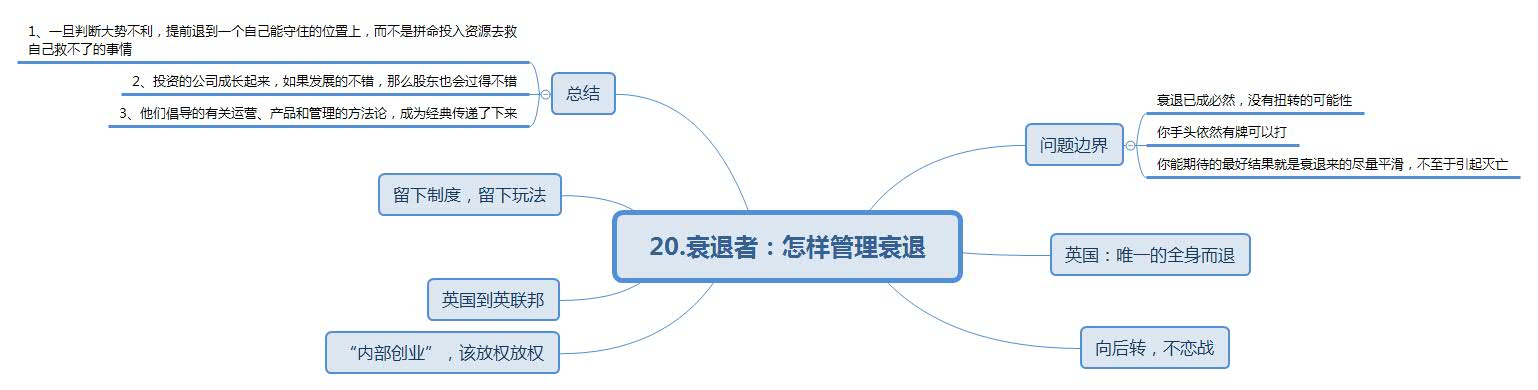 20.衰退者：怎样管理衰退
问题边界
衰退已成必然，没有扭转的可能性
你手头依然有牌可以打
你能期待的最好结果就是衰退来的尽量平滑，不至于引起灭亡
英国：唯一的全身而退
向后转，不恋战
“内部创业”，该放权放权
英国到英联邦
留下制度，留下玩法
总结
1、一旦判断大势不利，提前退到一个自己能守住的位置上，而不是拼命投入资源去救
自己救不了的事情
2、投资的公司成长起来，如果发展的不错，那么股东也会过得不错
3、他们倡导的有关运营、产品和管理的方法论，成为经典传递了下来